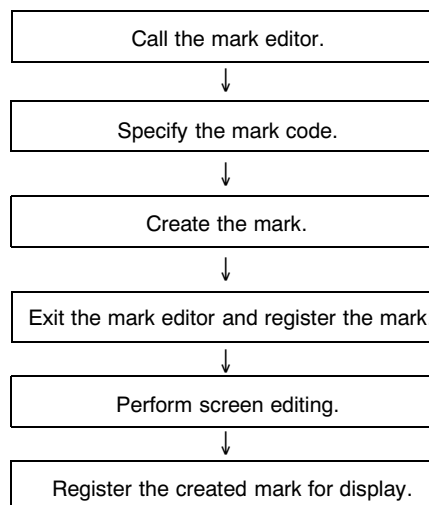 Call the mark editor.
Specify the mark code.
Create the mark.
Exit the mark editor and register the mark
Perform screen editing.
Register the created mark for display.